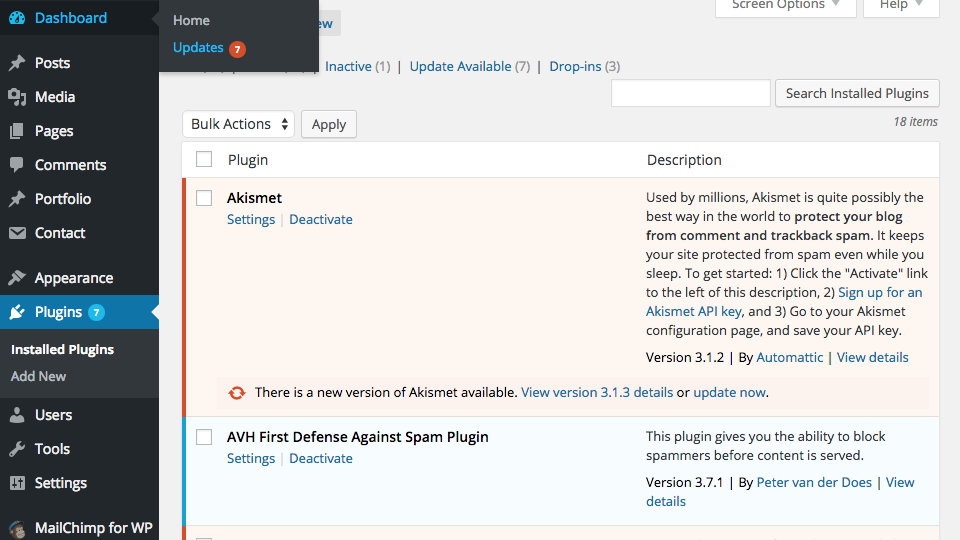 Dashboard
Posts
Media
Pages
Comments
Portfolio
Contact
Appearance
Plugins 7
Installed Plugins
Add New
Users
Tools
Settings
MailChimp for WP
Home
Updates 7
Screen Options
Help
Inactive (1) | Update Available (7) | Drop-ins (3)
Search Installed Plugins
Bulk Actions
Apply
18 items
Plugin
Description
Akismet
Settings | Deactivate
Used by millions, Akismet is quite possibly the
best way in the world to protect your blog
from comment and trackback spam. It keeps
your site protected from spam even while you
sleep. To get started: 1) Click the "Activate" link
to the left of this description, 2) Sign up for an
Akismet API key, and 3) Go to your Akismet
configuration page, and save your API key.
Version 3.1.2 | By Automattic | View details
There is a new version of Akismet available. View version 3.1.3 details or update now.
AVH First Defense Against Spam Plugin
Settings | Deactivate
This plugin gives you the ability to block
spammers before content is served.
Version 3.7.1 | By Peter van der Does | View
details